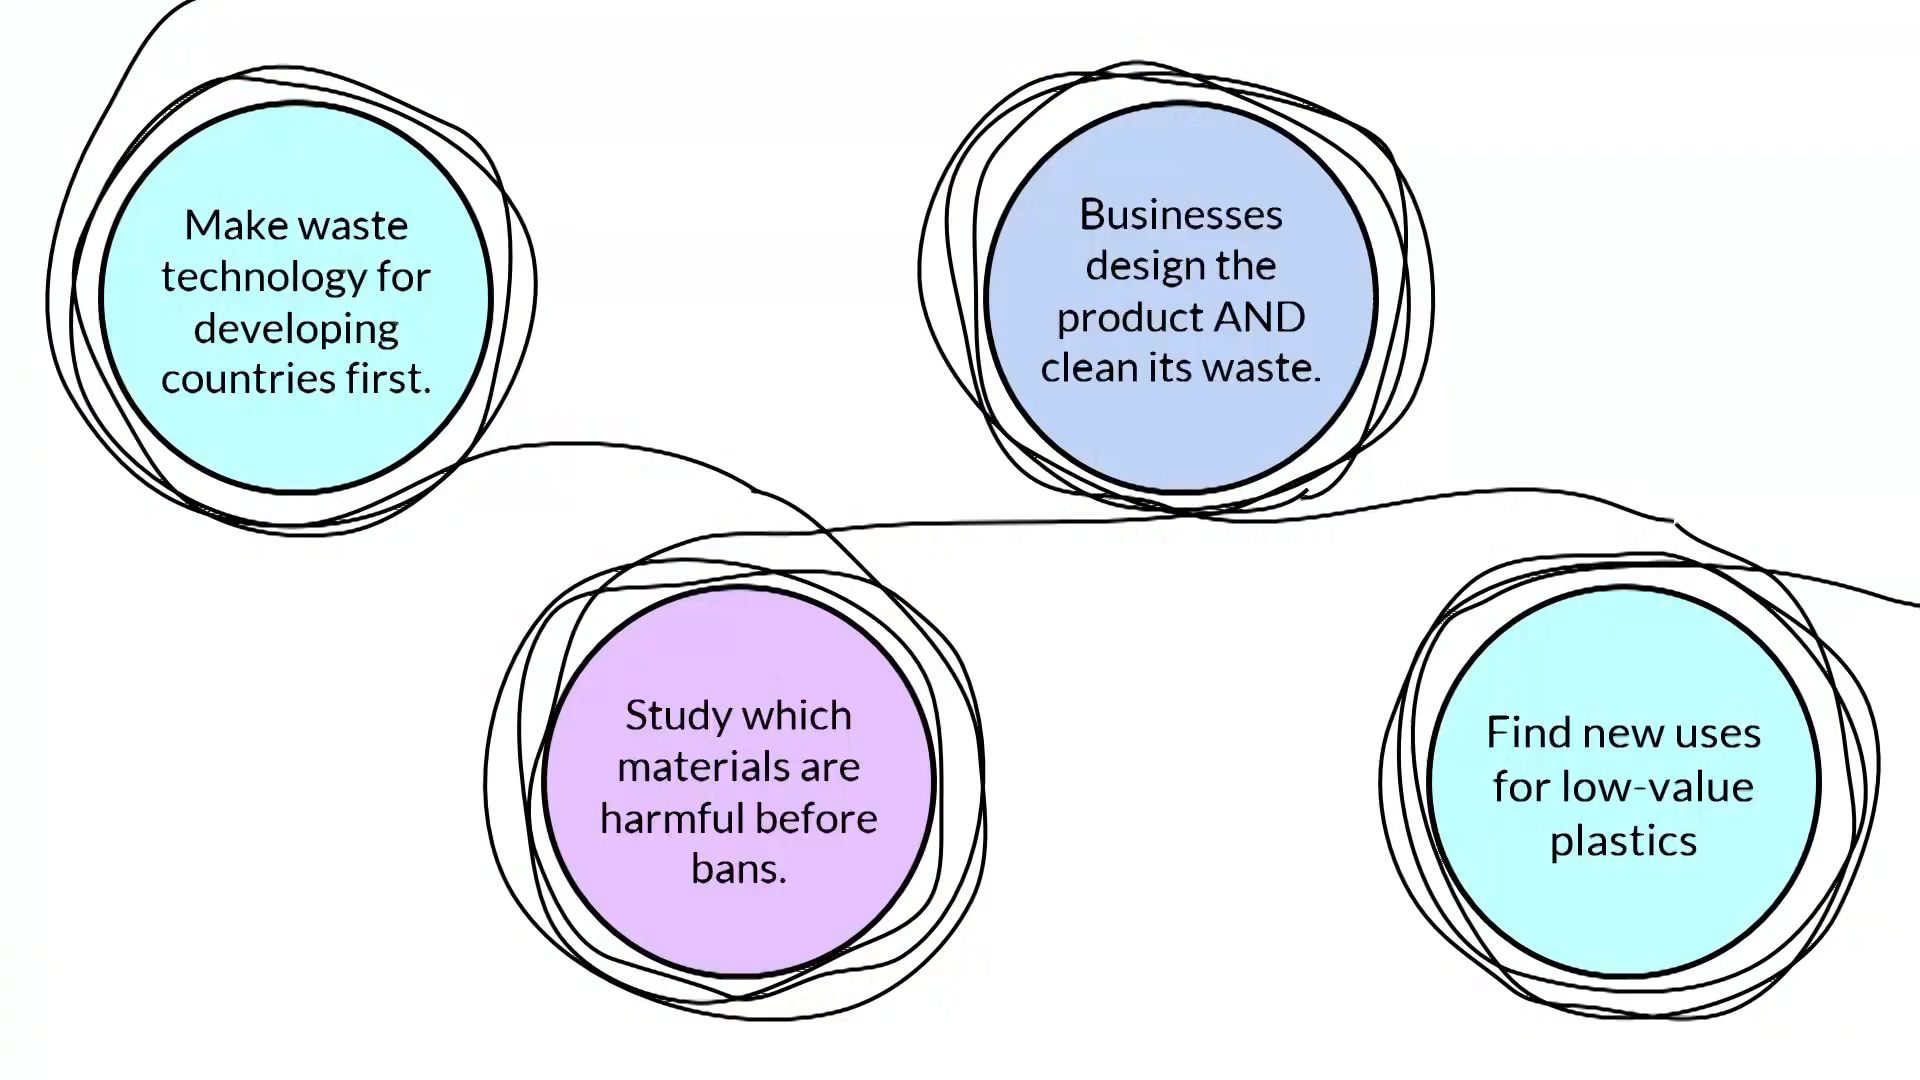 Make waste
technology for
developing
countries first.
Study which
materials are
harmful before
bans.
Businesses
design the
product AND
clean its waste.
Find new uses
for low-value
plastics